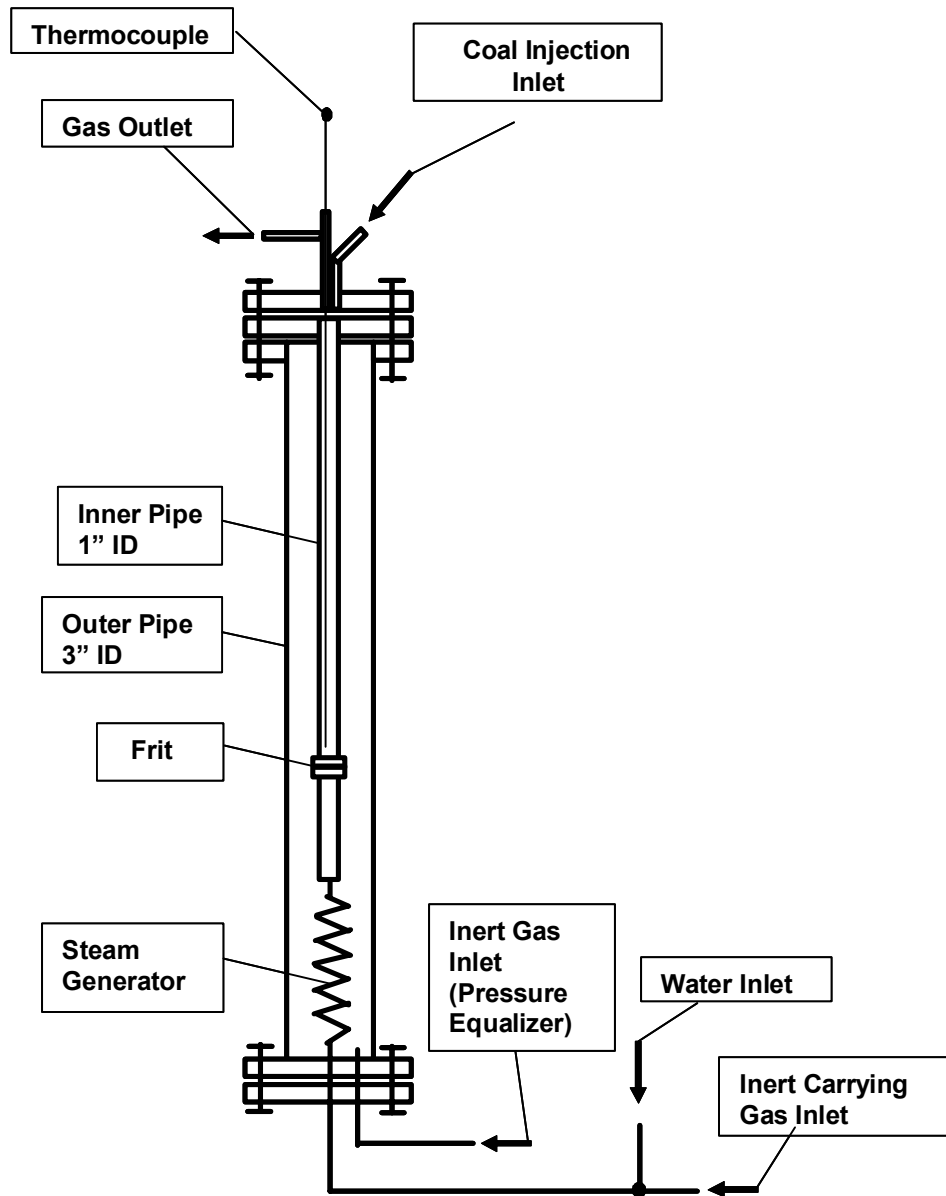 Thermocouple
Coal Injection
Inlet
Gas Outlet
Inner Pipe
1” ID
Outer Pipe
3” ID
Frit
Steam
Generator
Inert Gas
Inlet
(Pressure
Equalizer)
Water Inlet
Inert Carrying
Gas Inlet